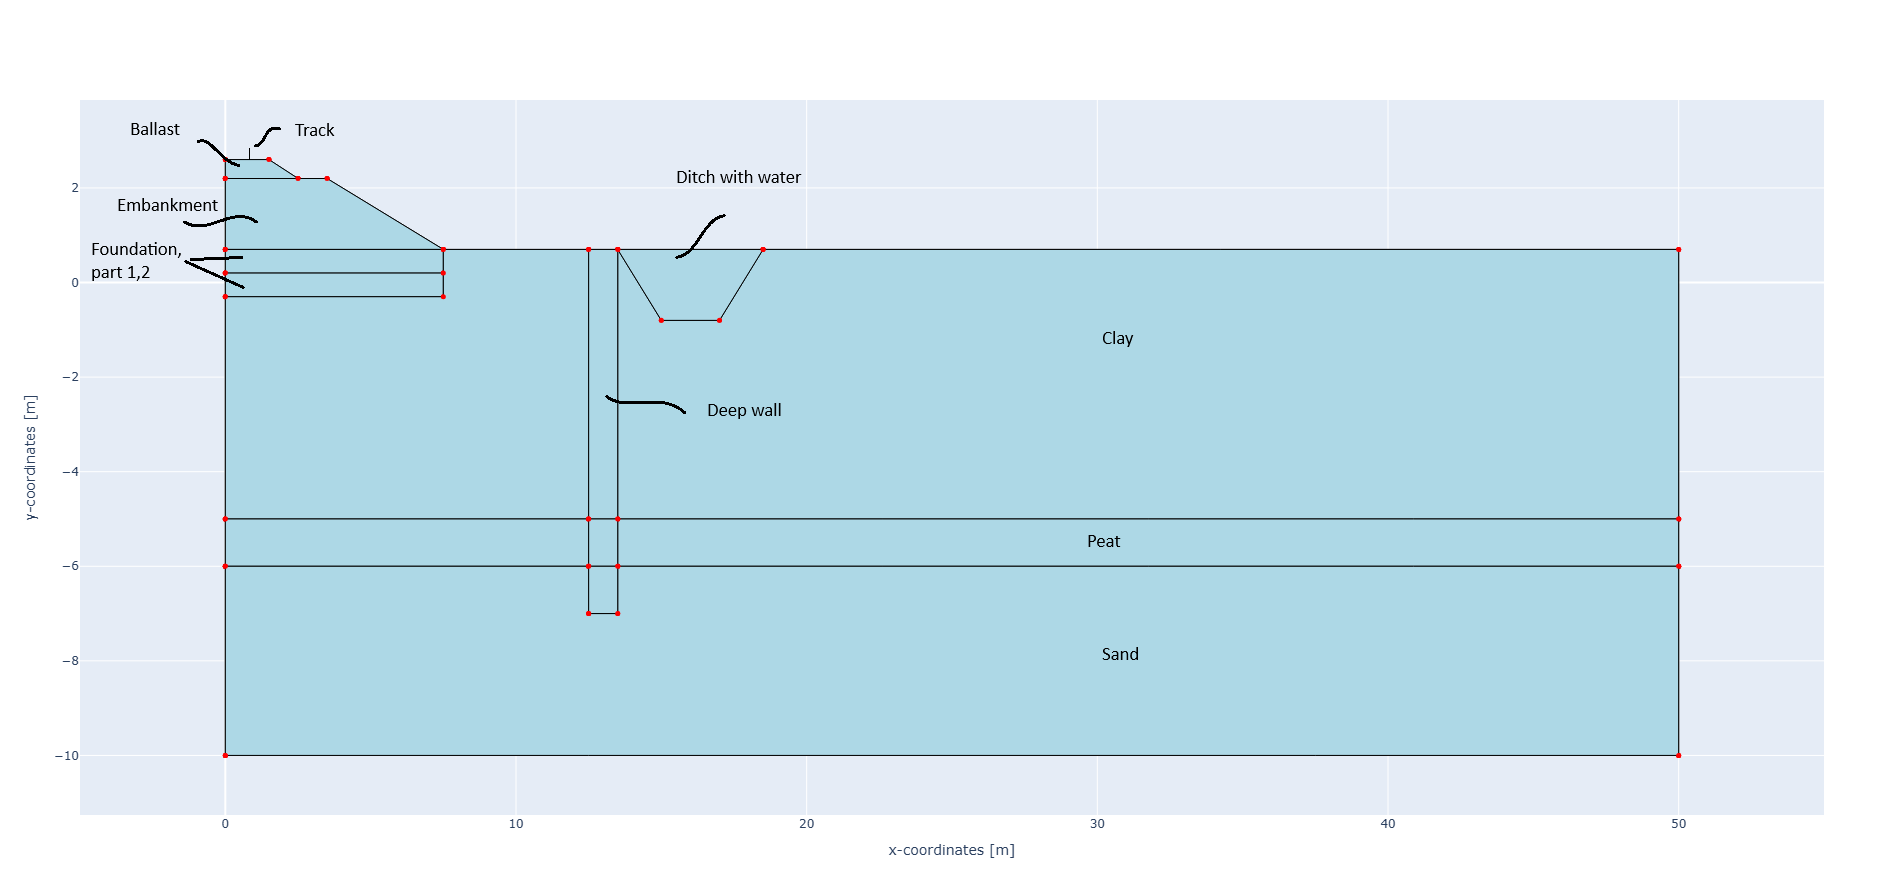 Ballast
Track
Ditch with water
2
Embankment
Foundation,
part 1,2
0
Clay
−2
Deep wall
−4
y-coordinates [m]
Peat
−6
Sand
−8
−10
0
10
20
30
40
50
x-coordinates [m]